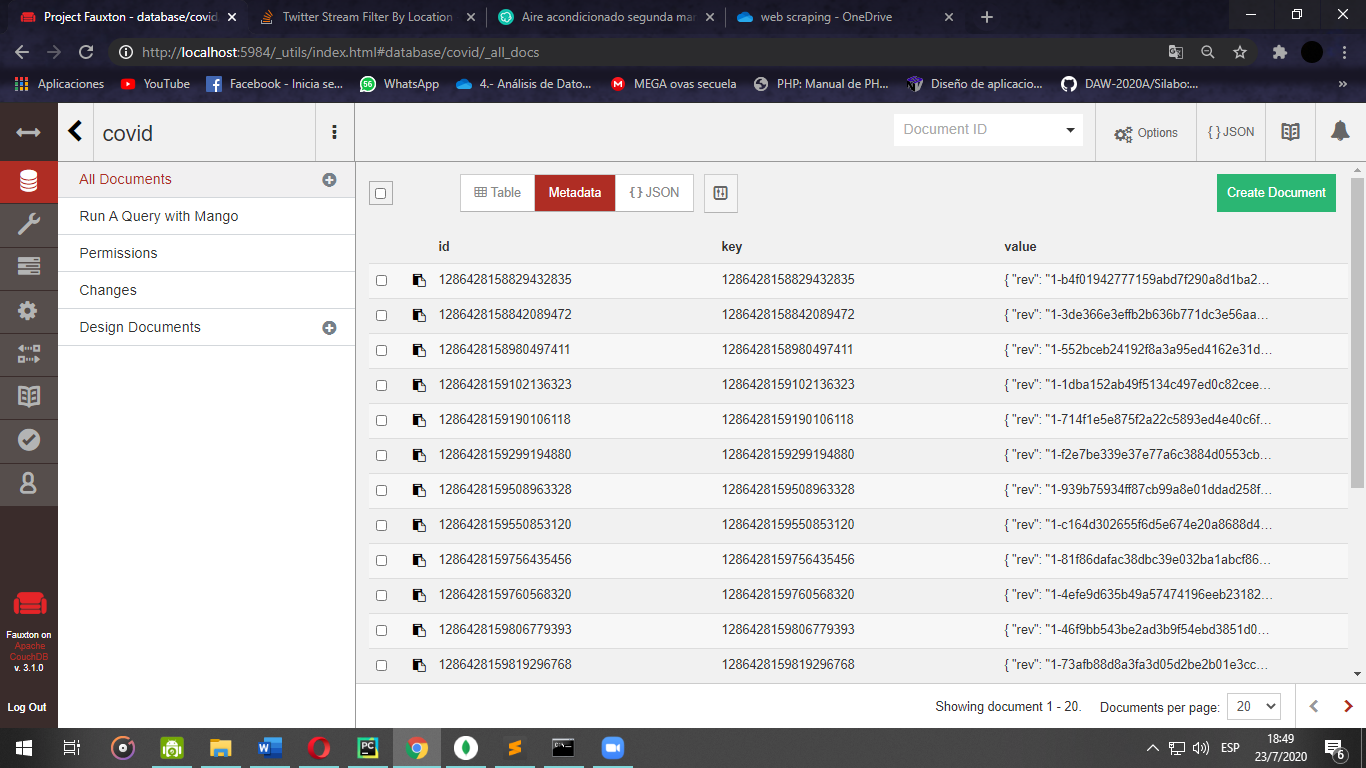 Project Fauxton - database/covid
Twitter Stream Filter By Location
Aire acondicionado segunda mar
web scraping - OneDrive
http://localhost:5984/_utils/index.html#database/covid/_all_docs
Aplicaciones
YouTube
Facebook - Inicia se...
56
WhatsApp
4.- Análisis de Dato...
MEGA ovas secuela
PHP: Manual de PH...
Diseño de aplicacio...
DAW-2020A/Silabo:...
»
covid
Document ID
Options
{ } JSON
All Documents
Run A Query with Mango
Permissions
Changes
Design Documents
Table
Metadata
{ } JSON
Create Document
id key value
1286428158829432835 1286428158829432835 { "rev": "1-b4f01942777159abd7f290a8d1ba2...
1286428158842089472 1286428158842089472 { "rev": "1-3de366e3effb2b636b771dc3e56aa...
1286428158980497411 1286428158980497411 { "rev": "1-552bceb24192f8a3a95ed4162e31d...
1286428159102136323 1286428159102136323 { "rev": "1-1dba152ab49f5134c497ed0c82cee...
1286428159190106118 1286428159190106118 { "rev": "1-714f1e5e875f2a22c5893ed4e40c6f...
1286428159299194880 1286428159299194880 { "rev": "1-f2e7be339e37e77a6c3884d0553cb...
1286428159508963328 1286428159508963328 { "rev": "1-939b75934ff87cb99a8e01ddad258f...
1286428159550853120 1286428159550853120 { "rev": "1-c164d302655f6d5e674e20a8688d4...
1286428159756435456 1286428159756435456 { "rev": "1-81f86dafac38dbc39e032ba1abcf86...
1286428159760568320 1286428159760568320 { "rev": "1-4efe9d635b49a57474196eeb23182...
1286428159806779393 1286428159806779393 { "rev": "1-46f9bb543be2ad3b9f54ebd3851d0...
1286428159819296768 1286428159819296768 { "rev": "1-73afb88d8a3fa3d05d2be2b01e3cc...
Fauxton on
Apache
CouchDB
v. 3.1.0
Log Out
Showing document 1 - 20.
Documents per page:
20
ESP
18:49
23/7/2020
6